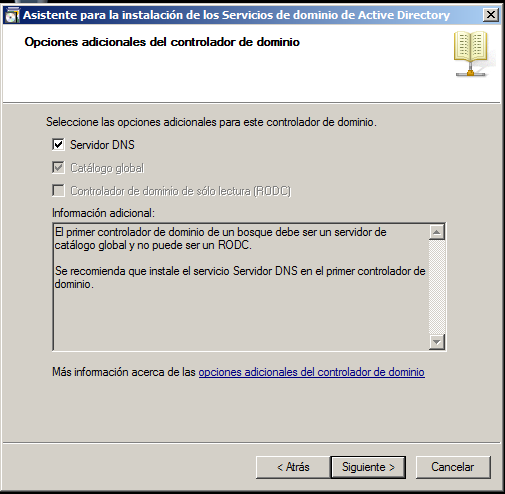 Asistente para la instalación de los Servicios de dominio de Active Directory
Opciones adicionales del controlador de dominio
Seleccione las opciones adicionales para este controlador de dominio.
Servidor DNS
Catálogo global
Controlador de dominio de sólo lectura (RODC)
Información adicional:
El primer controlador de dominio de un bosque debe ser un servidor de
catálogo global y no puede ser un RODC.
Se recomienda que instale el servicio Servidor DNS en el primer controlador de
dominio.
Más información acerca de las opciones adicionales del controlador de dominio
< Atrás
Siguiente >
Cancelar